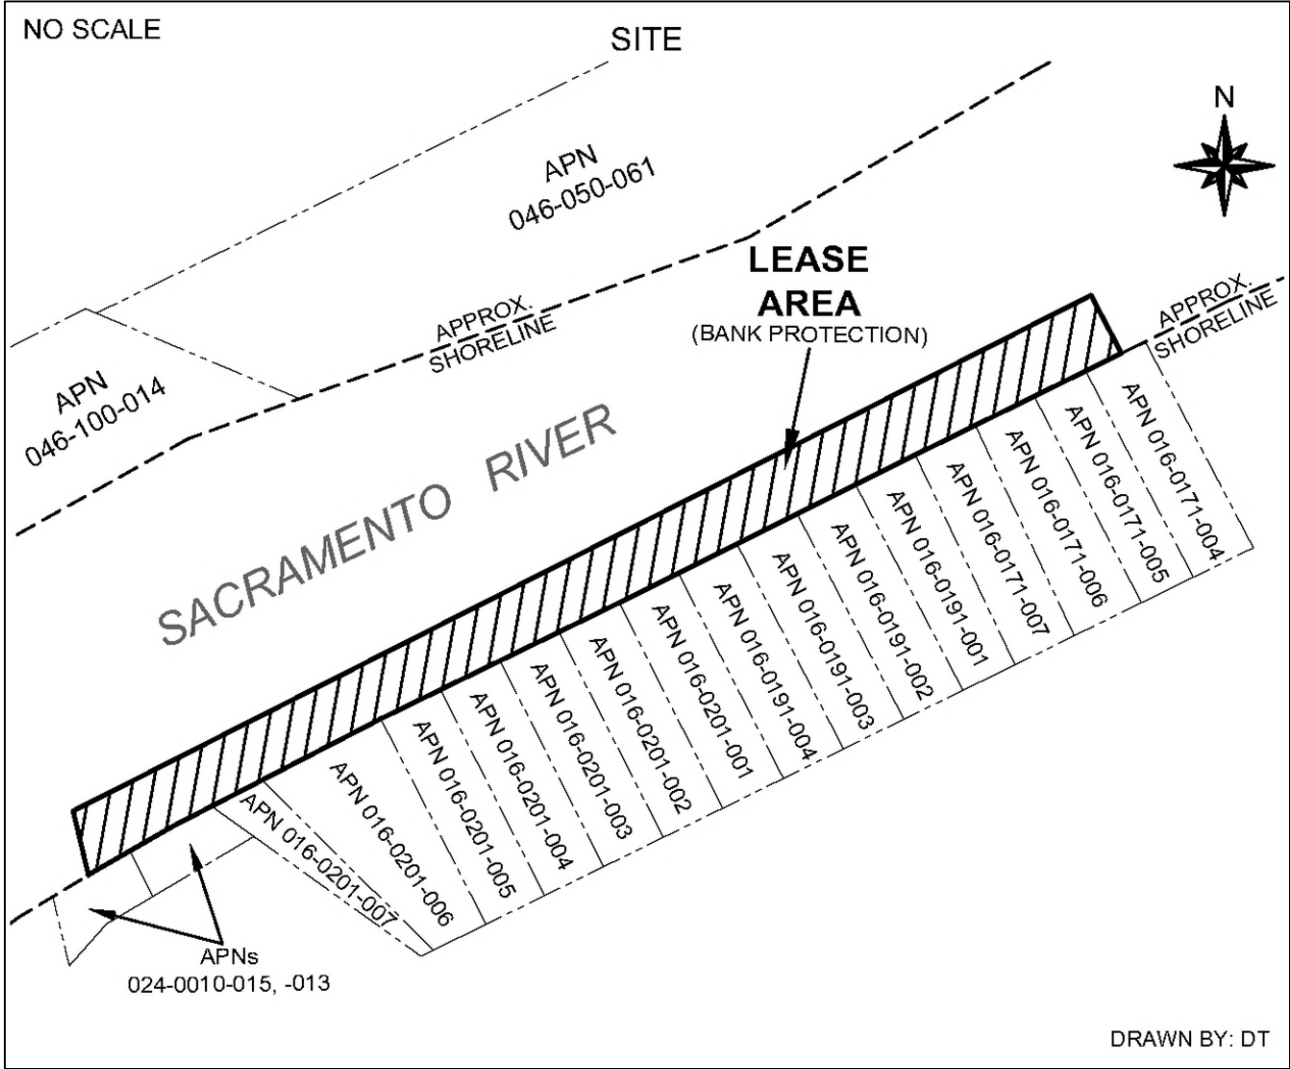 NO SCALE
SITE
N
APN
046-050-061
LEASE
AREA
(BANK PROTECTION)
APPROX.
SHORELINE
APPROX.
SHORELINE
APN
046-100-014
SACRAMENTO RIVER
APN 016-0171-004
APN 016-0171-005
APN 016-0171-006
APN 016-0171-007
APN 016-0191-001
APN 016-0191-002
APN 016-0191-003
APN 016-0191-004
APN 016-0201-001
APN 016-0201-002
APN 016-0201-003
APN 016-0201-004
APN 016-0201-005
APN 016-0201-006
APN 016-0201-007
APNs
024-0010-015, -013
DRAWN BY: DT